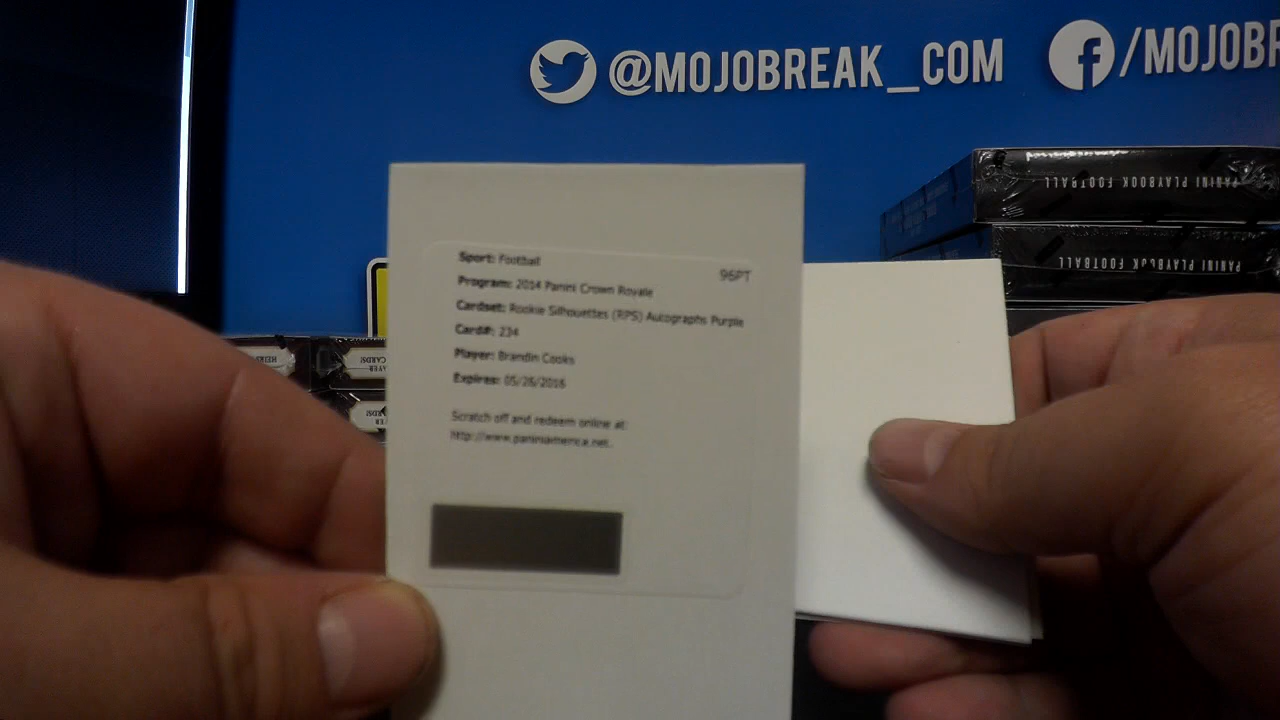 @MOJOBREAK_COM
/MOJOB
PANINI PLAYBOOK FOOTBALL
PANINI PLAYBOOK FOOTBALL
Sport: Football
96PT
Program: 2014 Panini Crown Royale
Cardset: Rookie Silhouettes (RPS) Autographs Purple
Card#: 234
Player: Brandin Cooks
Expires: 05/26/2016
Scratch off and redeem online at:
http://www.paniniamerica.net.
CARDS!